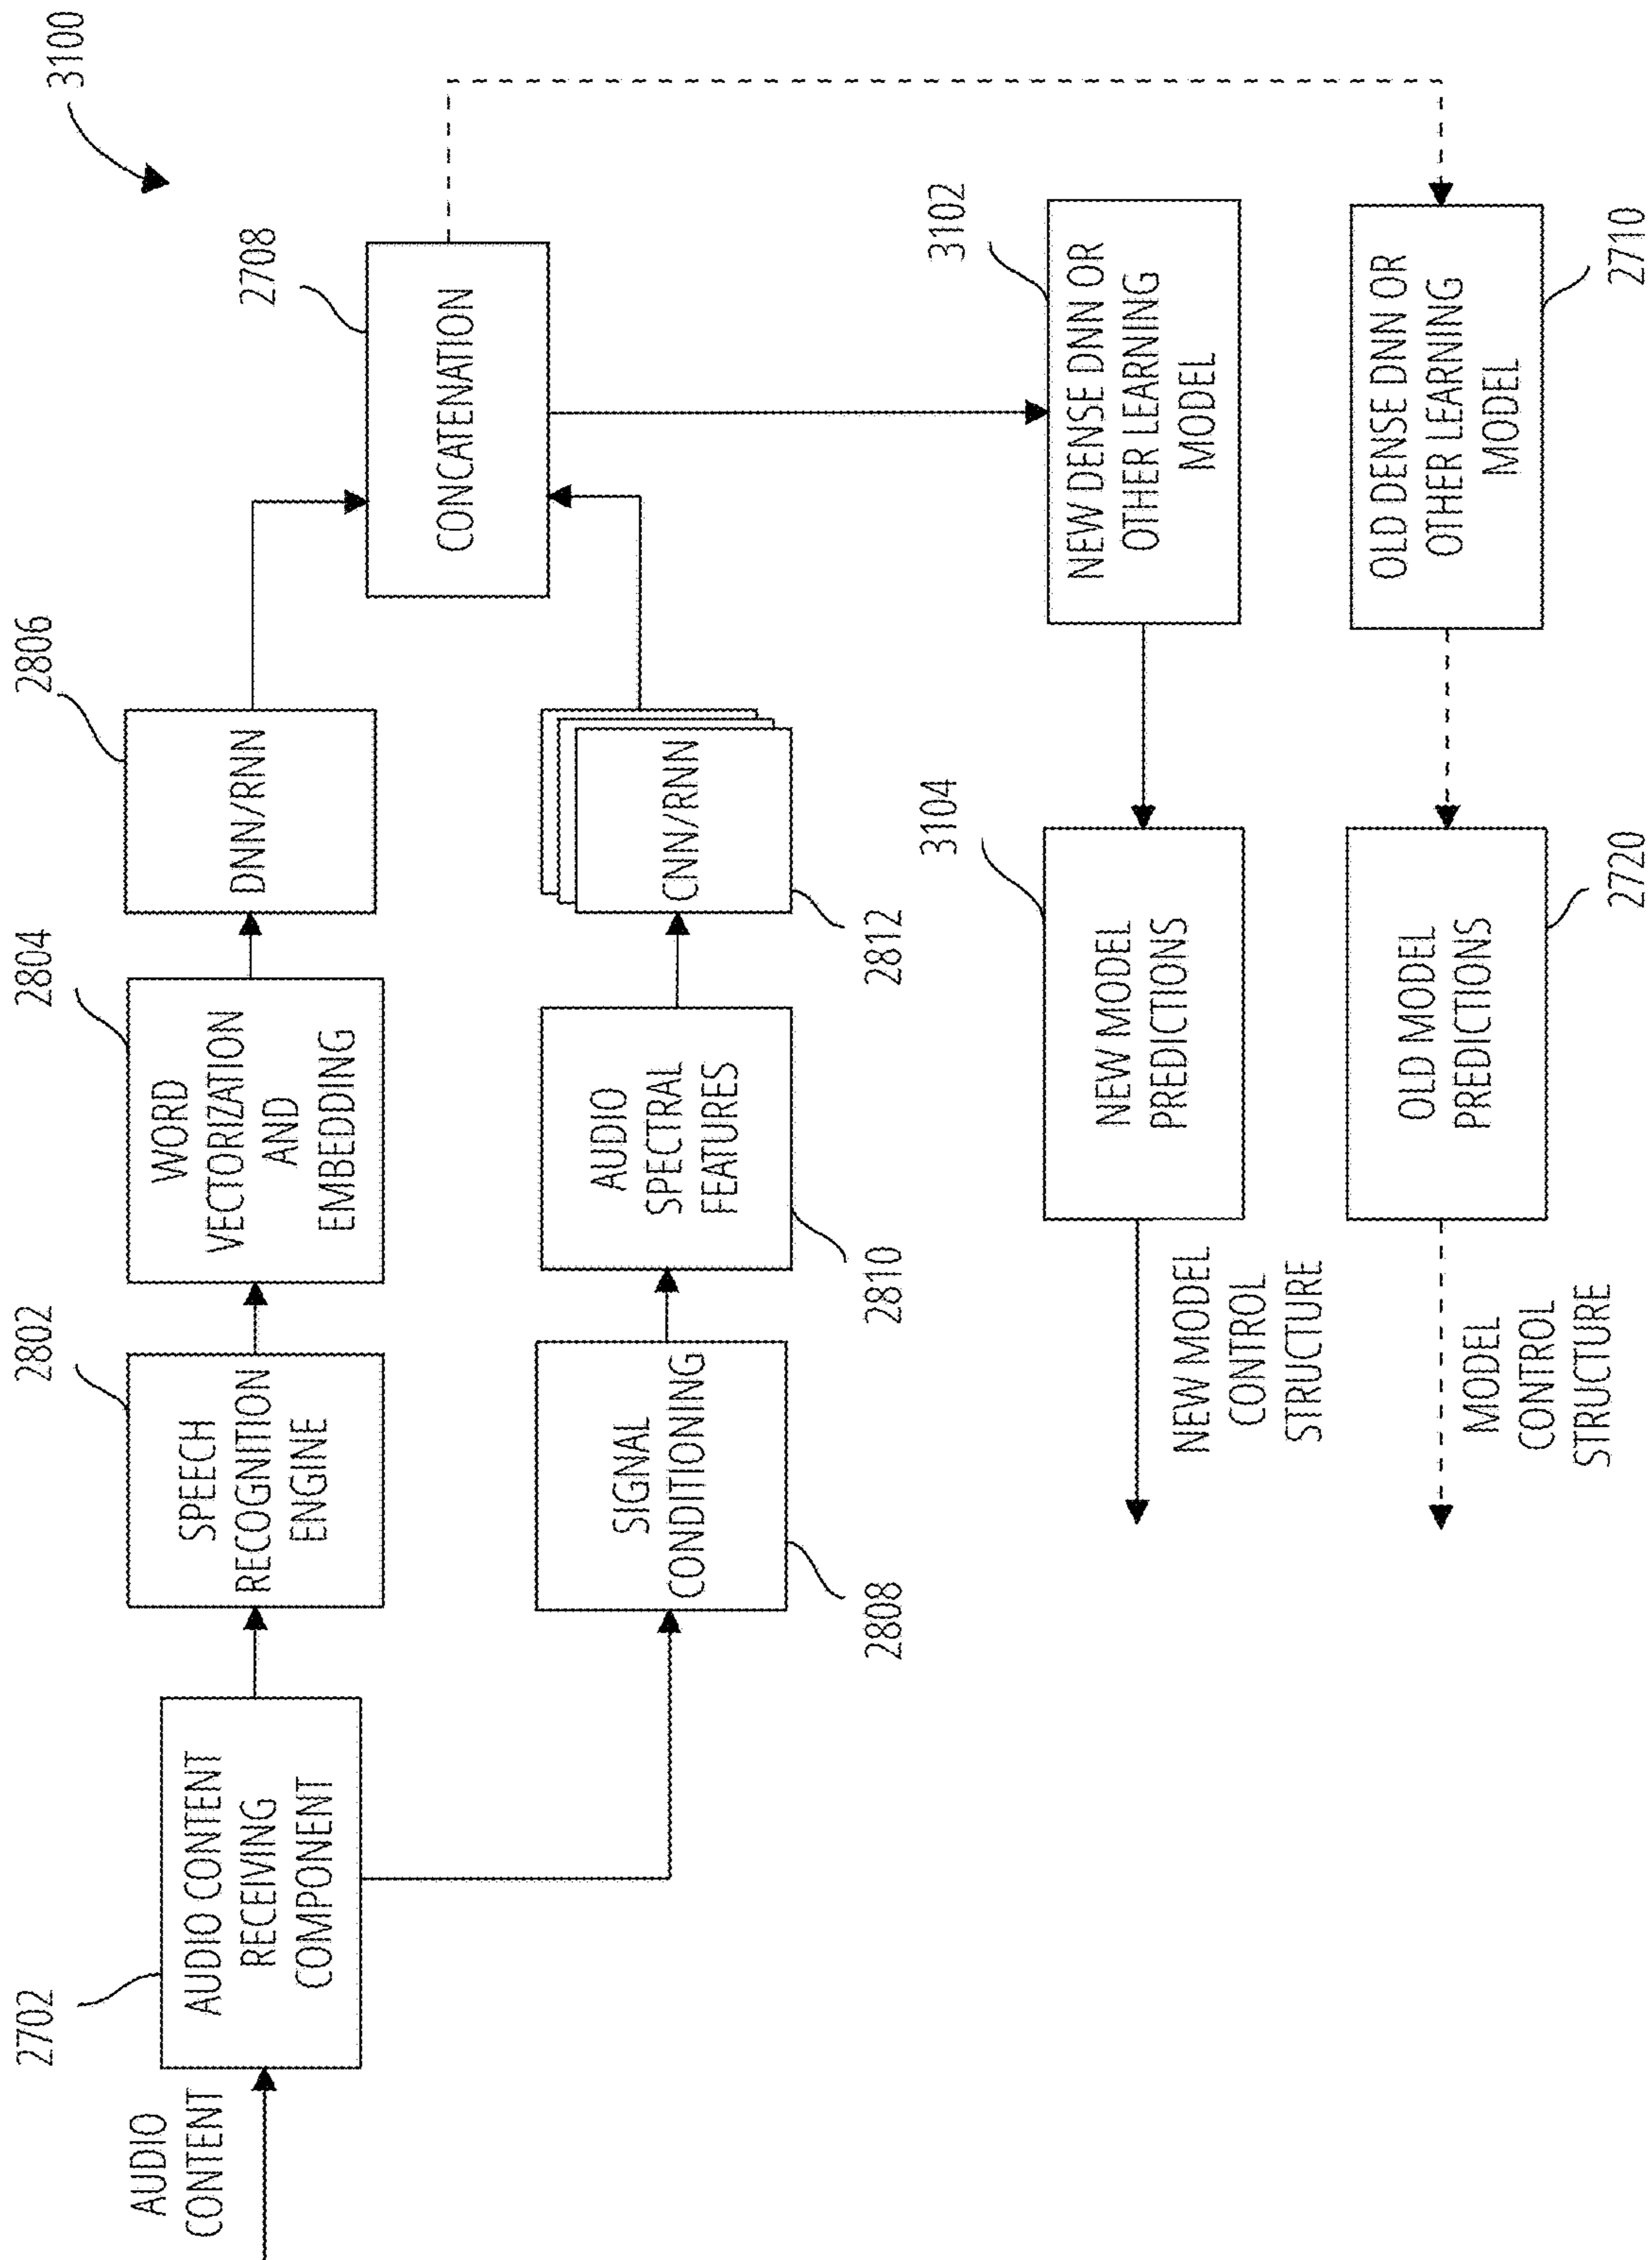 3100
AUDIO
CONTENT
2702
AUDIO CONTENT
RECEIVING
COMPONENT
2802
SPEECH
RECOGNITION
ENGINE
2804
WORD
VECTORIZATION
AND
EMBEDDING
2806
DNN/RNN
2708
CONCATENATION
SIGNAL
CONDITIONING
2808
AUDIO
SPECTRAL
FEATURES
2810
CNN/RNN
2812
NEW MODEL
CONTROL
STRUCTURE
3104
NEW MODEL
PREDICTIONS
3102
NEW DENSE DNN OR
OTHER LEARNING
MODEL
MODEL
CONTROL
STRUCTURE
OLD MODEL
PREDICTIONS
2720
OLD DENSE DNN OR
OTHER LEARNING
MODEL
2710